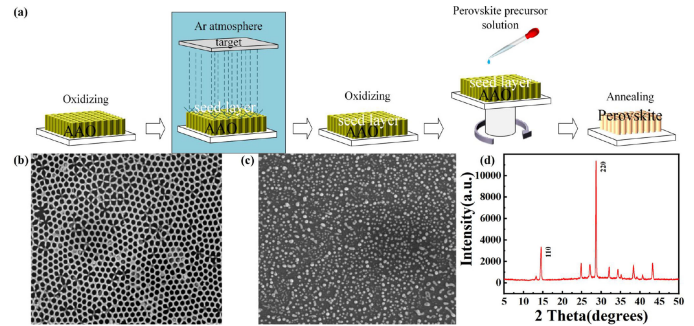 (a)
Oxidizing
AAO
Ar atmosphere
target
seed layer
AAO
Oxidizing
seed layer
AAO
Perovskite precursor
solution
seed layer
AAO
Annealing
Perovskite
(b)
(c)
(d)
Intensity(a.u.)
10000
8000
6000
4000
2000
0
110
220
5 10 15 20 25 30 35 40 45 50
2 Theta(degrees)